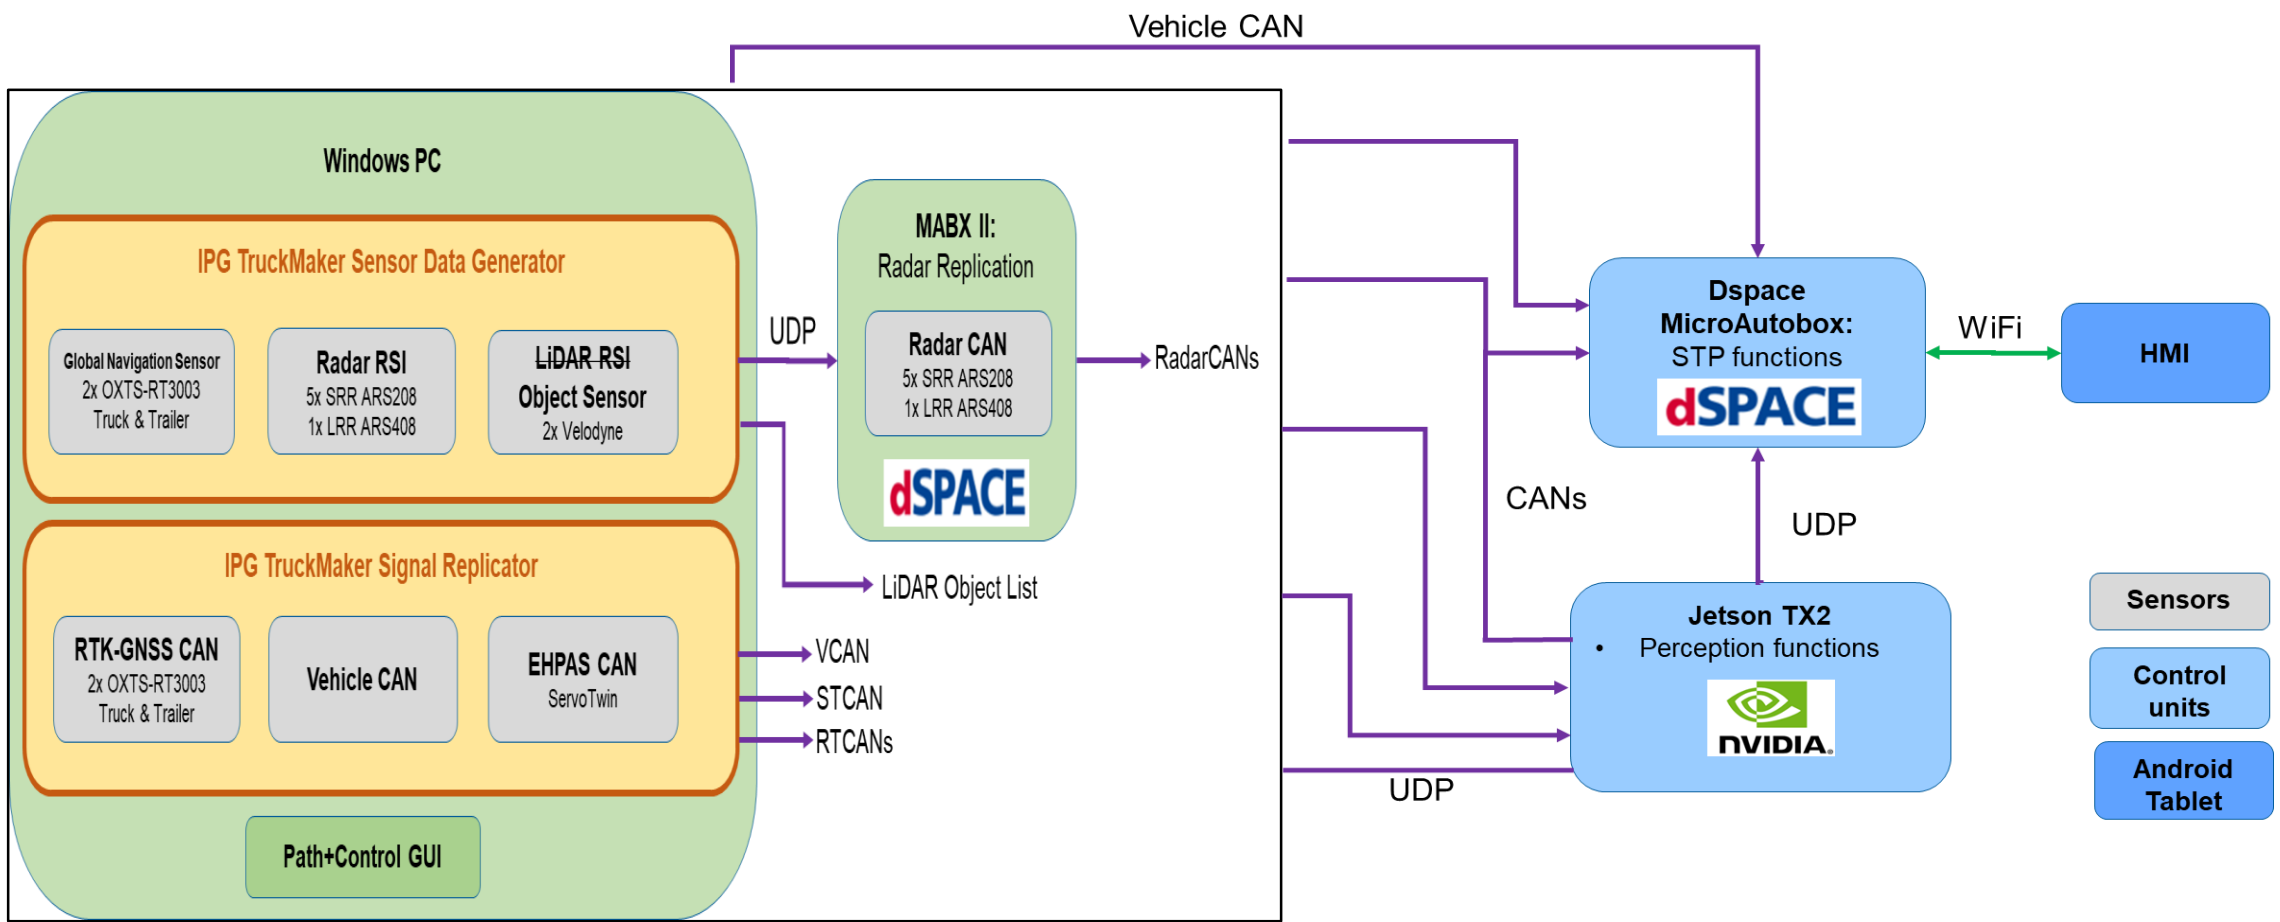 Vehicle CAN
Windows PC
IPG TruckMaker Sensor Data Generator
Global Navigation Sensor
2x OXTS-RT3003
Truck & Trailer
Radar RSI
5x SRR ARS208
1x LRR ARS408
LiDAR RSI
Object Sensor
2x Velodyne
IPG TruckMaker Signal Replicator
RTK-GNSS CAN
2x OXTS-RT3003
Truck & Trailer
Vehicle CAN
EHPAS CAN
ServoTwin
Path+Control GUI
UDP
MABX II:
Radar Replication
Radar CAN
5x SRR ARS208
1x LRR ARS408
dSPACE
RadarCANs
LiDAR Object List
VCAN
STCAN
RTCANs
CANs
UDP
UDP
Dspace
MicroAutobox:
STP functions
dSPACE
WiFi
HMI
Jetson TX2
• Perception functions
NVIDIA.
Sensors
Control
units
Android
Tablet